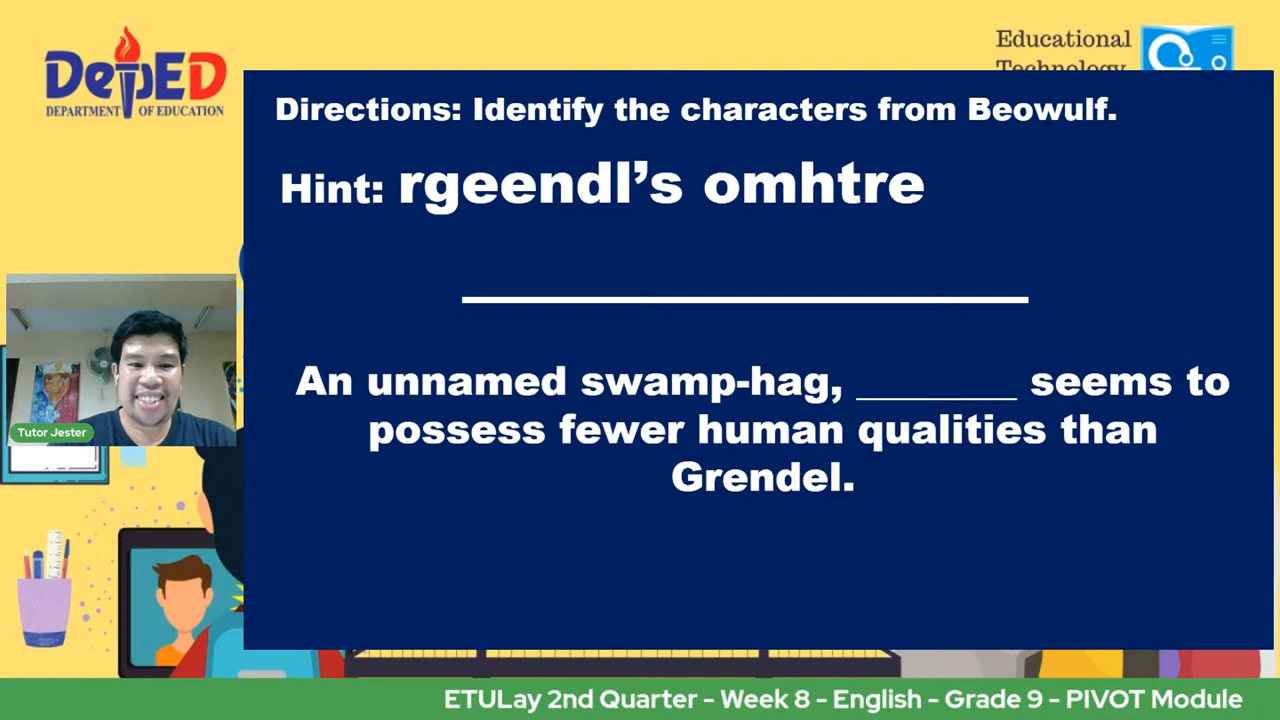 DepED
DEPARTMENT OF EDUCATION
Educational
Technology
Directions: Identify the characters from Beowulf.
Hint: rgeendl’s omhtre
An unnamed swamp-hag, ________ seems to
possess fewer human qualities than
Grendel.
Tutor Jester
ETULay 2nd Quarter - Week 8 - English - Grade 9 - PIVOT Module